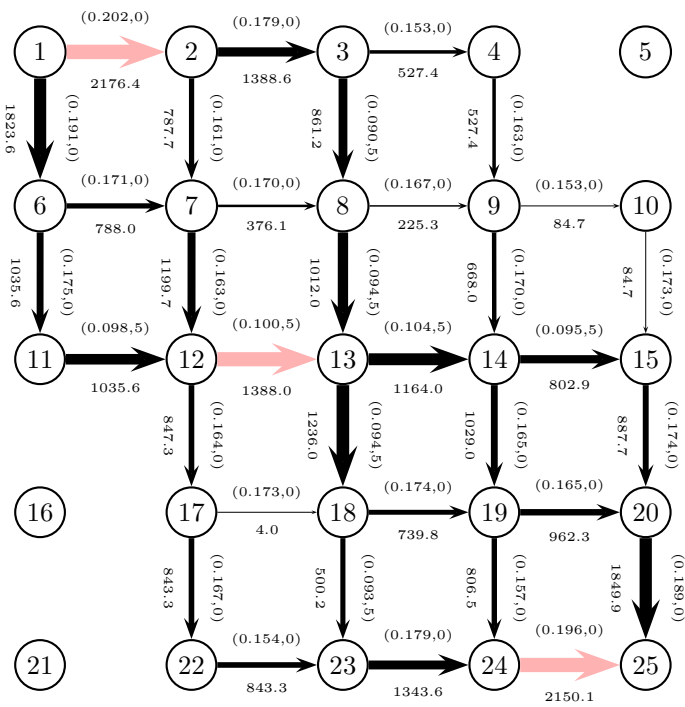 (0.202,0) (0.179,0) (0.153,0)
1 2 3 4 5
2176.4 1388.6 527.4
1823.6 (0.191,0) 787.7 (0.161,0) 861.2 (0.090,5) 527.4 (0.163,0)
(0.171,0) (0.170,0) (0.167,0) (0.153,0)
6 7 8 9 10
788.0 376.1 225.3 84.7
1035.6 (0.175,0) 1199.7 (0.163,0) 1012.0 (0.094,5) 668.0 (0.170,0) 84.7 (0.173,0)
(0.098,5) (0.100,5) (0.104,5) (0.095,5)
11 12 13 14 15
1035.6 1388.0 1164.0 802.9
847.3 (0.164,0) 1236.0 (0.094,5) 1029.0 (0.165,0) 887.7 (0.174,0)
(0.173,0) (0.174,0) (0.165,0)
16 17 18 19 20
4.0 739.8 962.3
843.3 (0.167,0) 500.2 (0.093,5) 806.5 (0.157,0) 1849.9 (0.189,0)
(0.154,0) (0.179,0) (0.196,0)
21 22 23 24 25
843.3 1343.6 2150.1